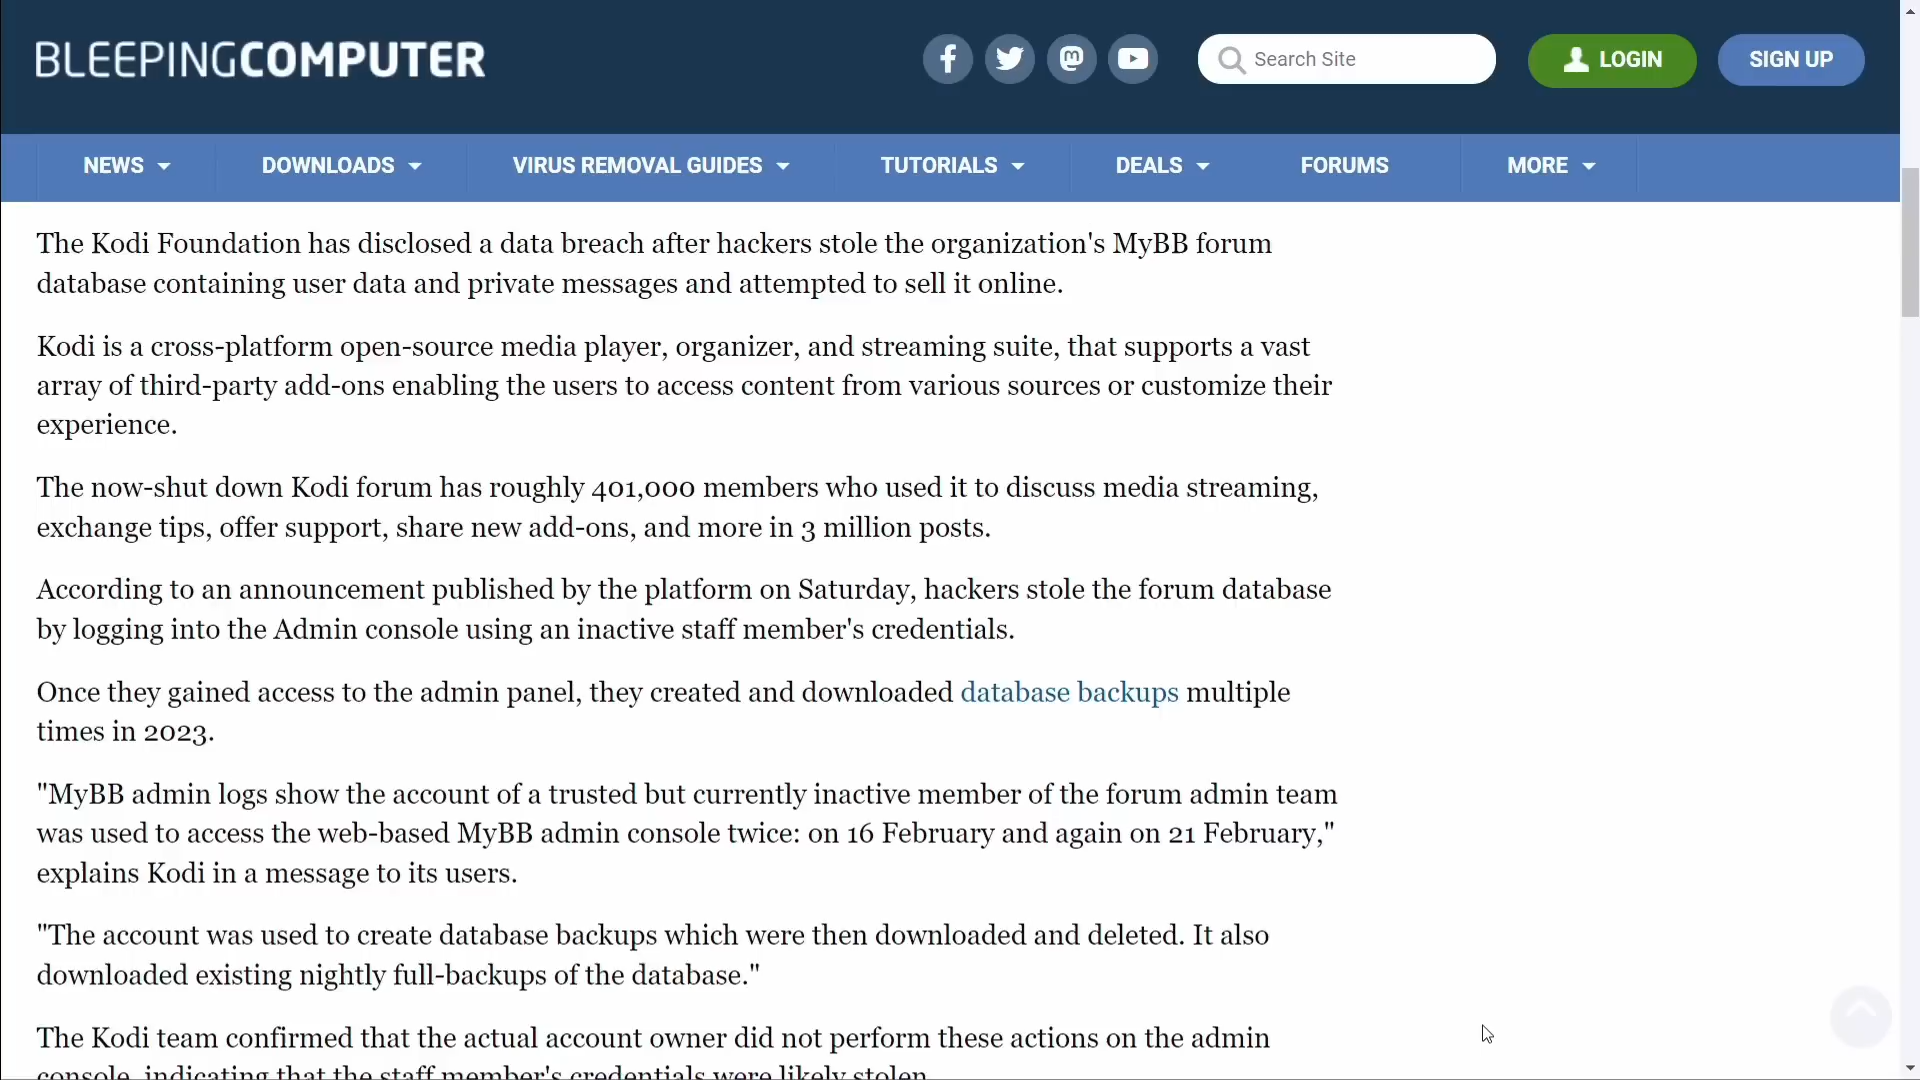 BLEEPINGCOMPUTER
Search Site
LOGIN
SIGN UP
NEWS
DOWNLOADS
VIRUS REMOVAL GUIDES
TUTORIALS
DEALS
FORUMS
MORE
The Kodi Foundation has disclosed a data breach after hackers stole the organization's MyBB forum
database containing user data and private messages and attempted to sell it online.
Kodi is a cross-platform open-source media player, organizer, and streaming suite, that supports a vast
array of third-party add-ons enabling the users to access content from various sources or customize their
experience.
The now-shut down Kodi forum has roughly 401,000 members who used it to discuss media streaming,
exchange tips, offer support, share new add-ons, and more in 3 million posts.
According to an announcement published by the platform on Saturday, hackers stole the forum database
by logging into the Admin console using an inactive staff member's credentials.
Once they gained access to the admin panel, they created and downloaded database backups multiple
times in 2023.
"MyBB admin logs show the account of a trusted but currently inactive member of the forum admin team
was used to access the web-based MyBB admin console twice: on 16 February and again on 21 February,"
explains Kodi in a message to its users.
"The account was used to create database backups which were then downloaded and deleted. It also
downloaded existing nightly full-backups of the database."
The Kodi team confirmed that the actual account owner did not perform these actions on the admin
console, indicating that the staff member's credentials were likely stolen.